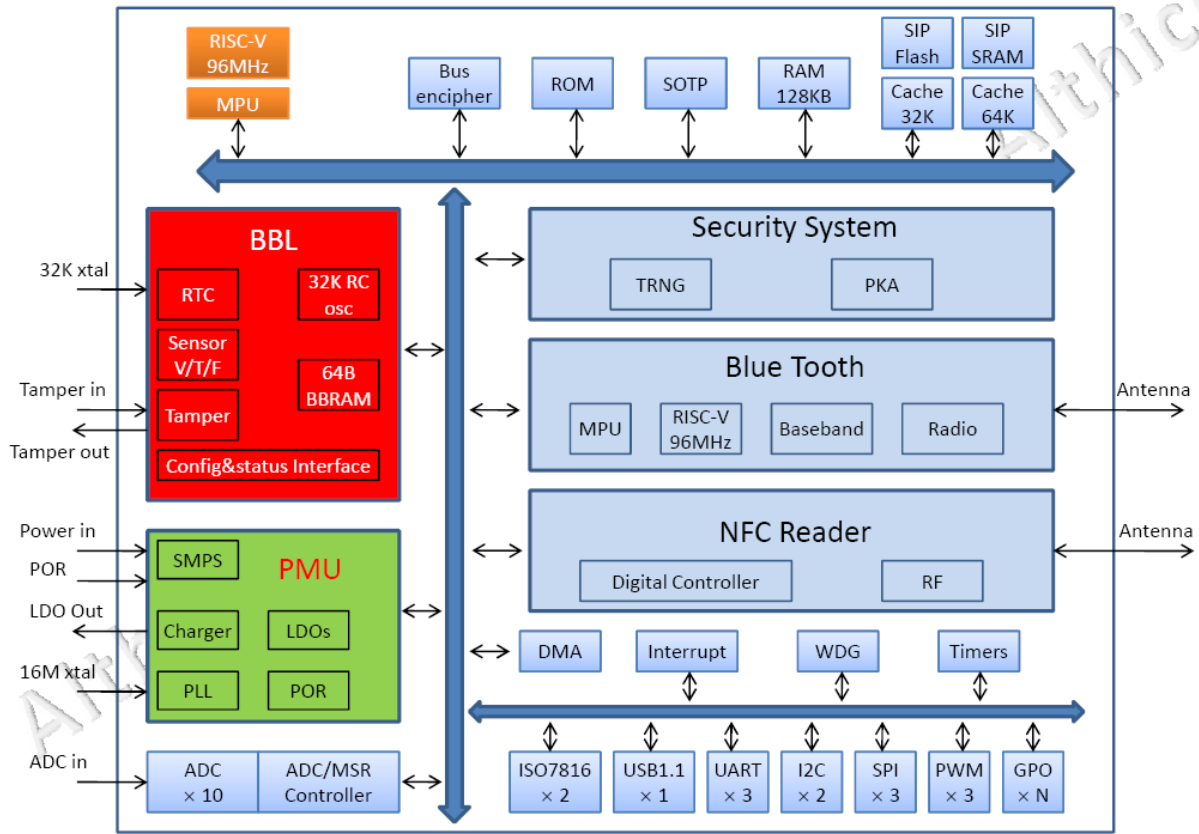 RISC-V
96MHz
MPU
Bus
encipher
ROM
SOTP
RAM
128KB
SIP
Flash
Cache
32K
SIP
SRAM
Cache
64K
Althic
BBL
RTC
32K RC
osc
Sensor
V/T/F
64B
BBRAM
Tamper
Config&status Interface
32K xtal
Tamper in
Tamper out
Security System
TRNG
PKA
Blue Tooth
MPU
RISC-V
96MHz
Baseband
Radio
Antenna
NFC Reader
Digital Controller
RF
Antenna
Power in
POR
LDO Out
16M xtal
SMPS
PMU
Charger
LDOs
PLL
POR
Alth
DMA
Interrupt
WDG
Timers
ADC in
ADC
× 10
ADC/MSR
Controller
ISO7816
× 2
USB1.1
× 1
UART
× 3
I2C
× 2
SPI
× 3
PWM
× 3
GPO
× N